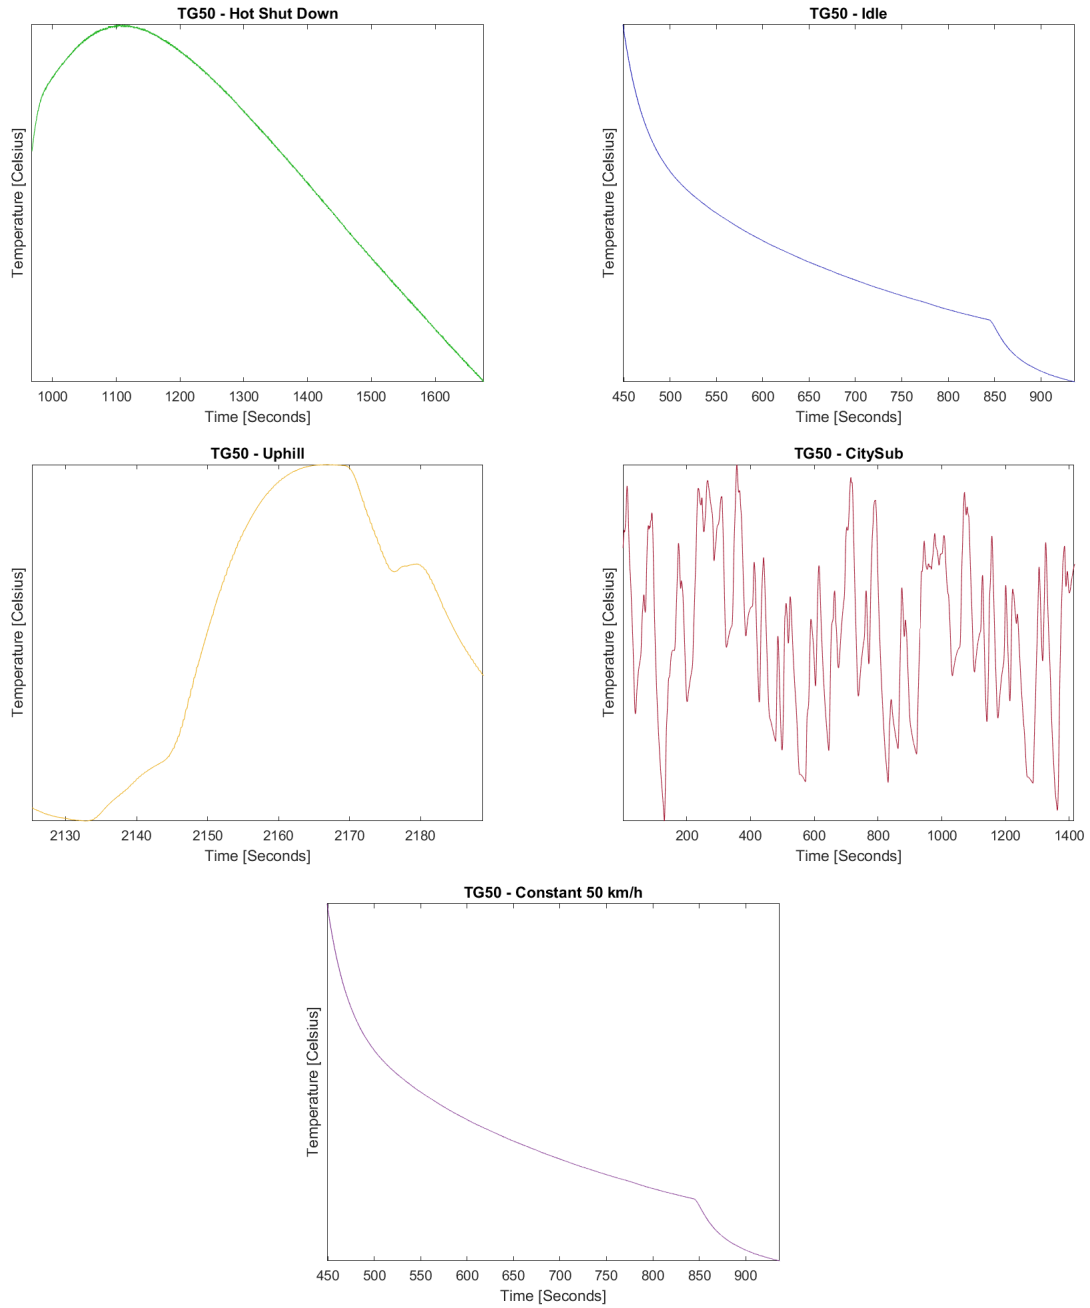 TG50 - Hot Shut Down
Temperature [Celsius]
1000 1100 1200 1300 1400 1500 1600
Time [Seconds]
TG50 - Idle
Temperature [Celsius]
450 500 550 600 650 700 750 800 850 900
Time [Seconds]
TG50 - Uphill
Temperature [Celsius]
2130 2140 2150 2160 2170 2180
Time [Seconds]
TG50 - CitySub
Temperature [Celsius]
200 400 600 800 1000 1200 1400
Time [Seconds]
TG50 - Constant 50 km/h
Temperature [Celsius]
450 500 550 600 650 700 750 800 850 900
Time [Seconds]